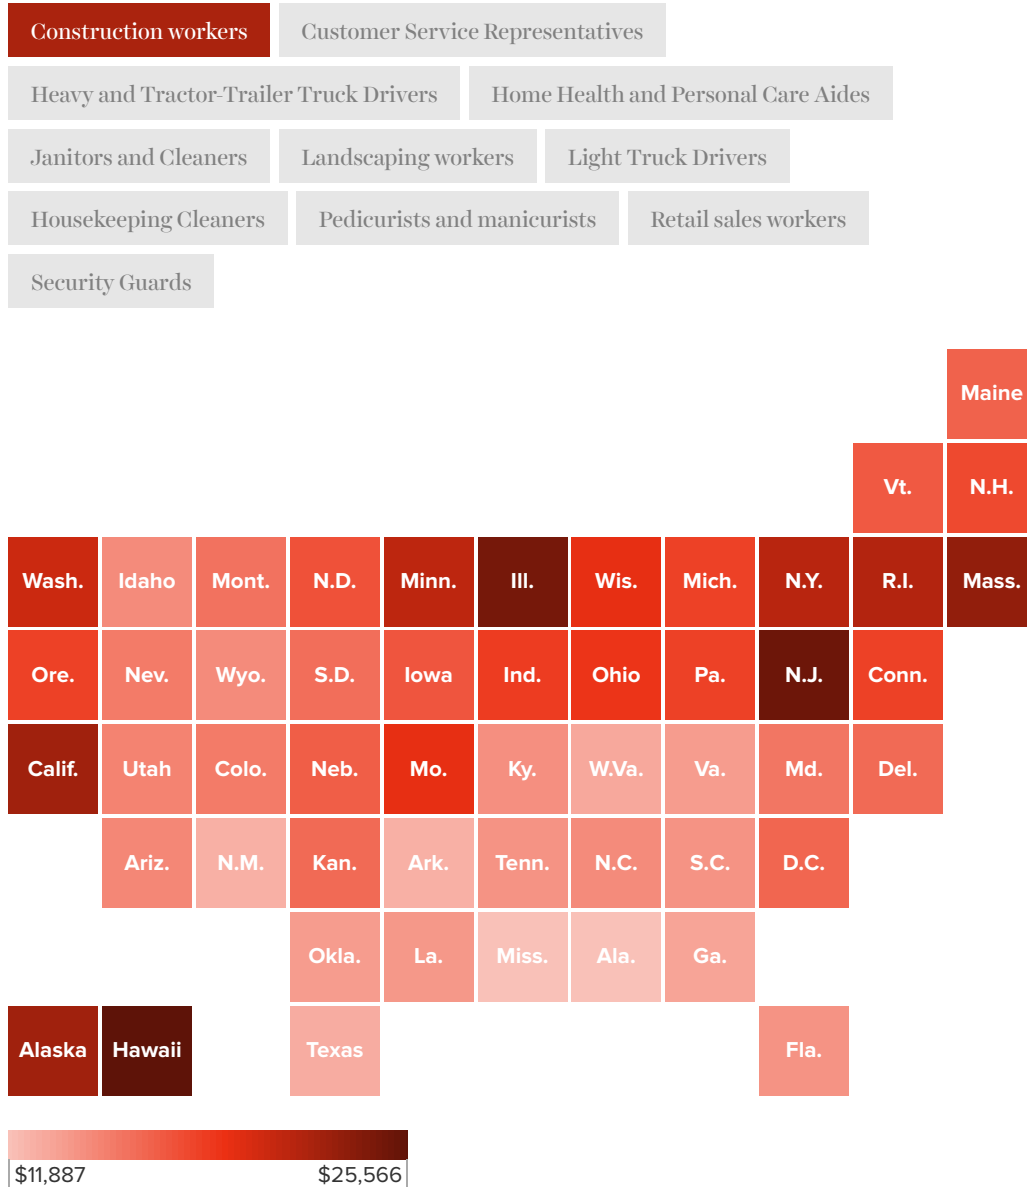 Construction workers Customer Service Representatives
Heavy and Tractor-Trailer Truck Drivers Home Health and Personal Care Aides
Janitors and Cleaners Landscaping workers Light Truck Drivers
Housekeeping Cleaners Pedicurists and manicurists Retail sales workers
Security Guards
Maine
Vt. N.H.
Wash. Idaho Mont. N.D. Minn. Ill. Wis. Mich. N.Y. R.I. Mass.
Ore. Nev. Wyo. S.D. Iowa Ind. Ohio Pa. N.J. Conn.
Calif. Utah Colo. Neb. Mo. Ky. W.Va. Va. Md. Del.
Ariz. N.M. Kan. Ark. Tenn. N.C. S.C. D.C.
Okla. La. Miss. Ala. Ga.
Alaska Hawaii Texas Fla.
$11,887 $25,566